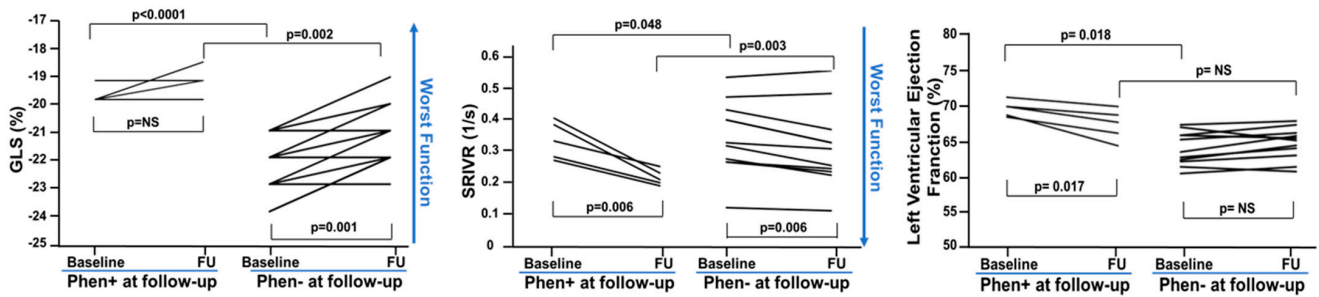 p<0.0001
p=0.002
p=NS
p=0.001
-17
-18
-19
-20
-21
-22
-23
-24
-25
GLS (%)
Baseline FU Baseline FU
Phen+ at follow-up Phen- at follow-up
Worst Function
p=0.048
p=0.003
p=0.006
p=0.006
0.6
0.5
0.4
0.3
0.2
0.1
0
SRIVR (1/s)
Baseline FU Baseline FU
Phen+ at follow-up Phen- at follow-up
Worst Function
p= 0.018
p= NS
p= 0.017
p= NS
80
75
70
65
60
55
50
Left Ventricular Ejection
Franction (%)
Baseline FU Baseline FU
Phen+ at follow-up Phen- at follow-up